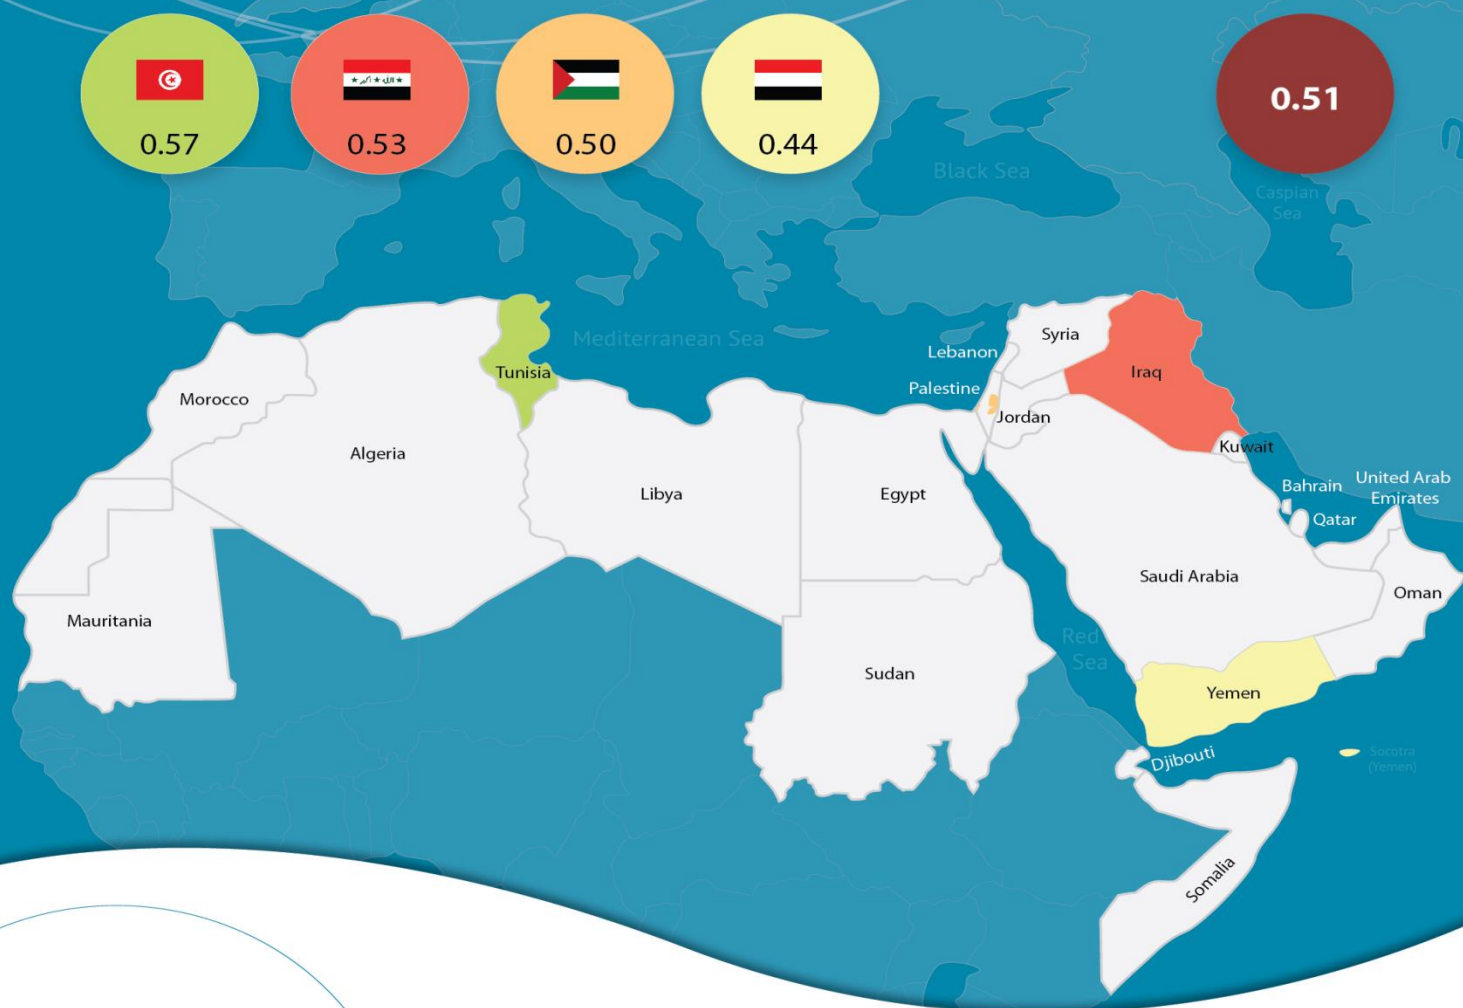 0.57
0.53
0.50
0.44
0.51
Black Sea
Caspian
Sea
Mediterranean Sea
Syria
Lebanon
Iraq
Tunisia
Palestine
Morocco
Jordan
Kuwait
Algeria
Bahrain
United Arab
Emirates
Libya
Egypt
Qatar
Saudi Arabia
Oman
Mauritania
Red
Sea
Sudan
Yemen
Djibouti
Socotra
(Yemen)
Somalia